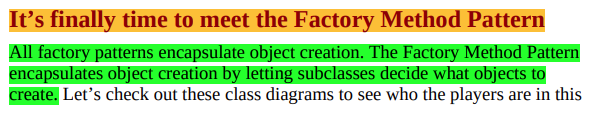 It’s finally time to meet the Factory Method Pattern
All factory patterns encapsulate object creation. The Factory Method Pattern
encapsulates object creation by letting subclasses decide what objects to
create. Let’s check out these class diagrams to see who the players are in this